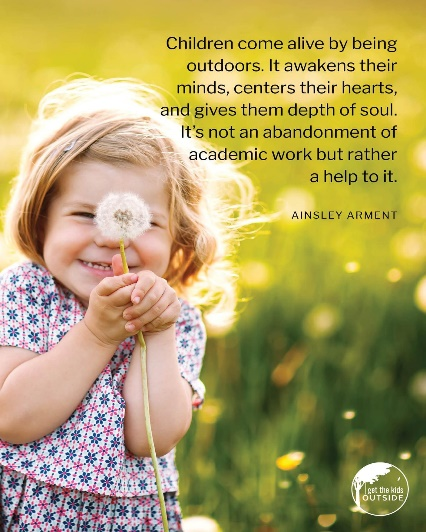 Children come alive by being
outdoors. It awakens their
minds, centers their hearts,
and gives them depth of soul.
It's not an abandonment of
academic work but rather
a help to it.
AINSLEY ARMENT
get the kids
OUTSIDE